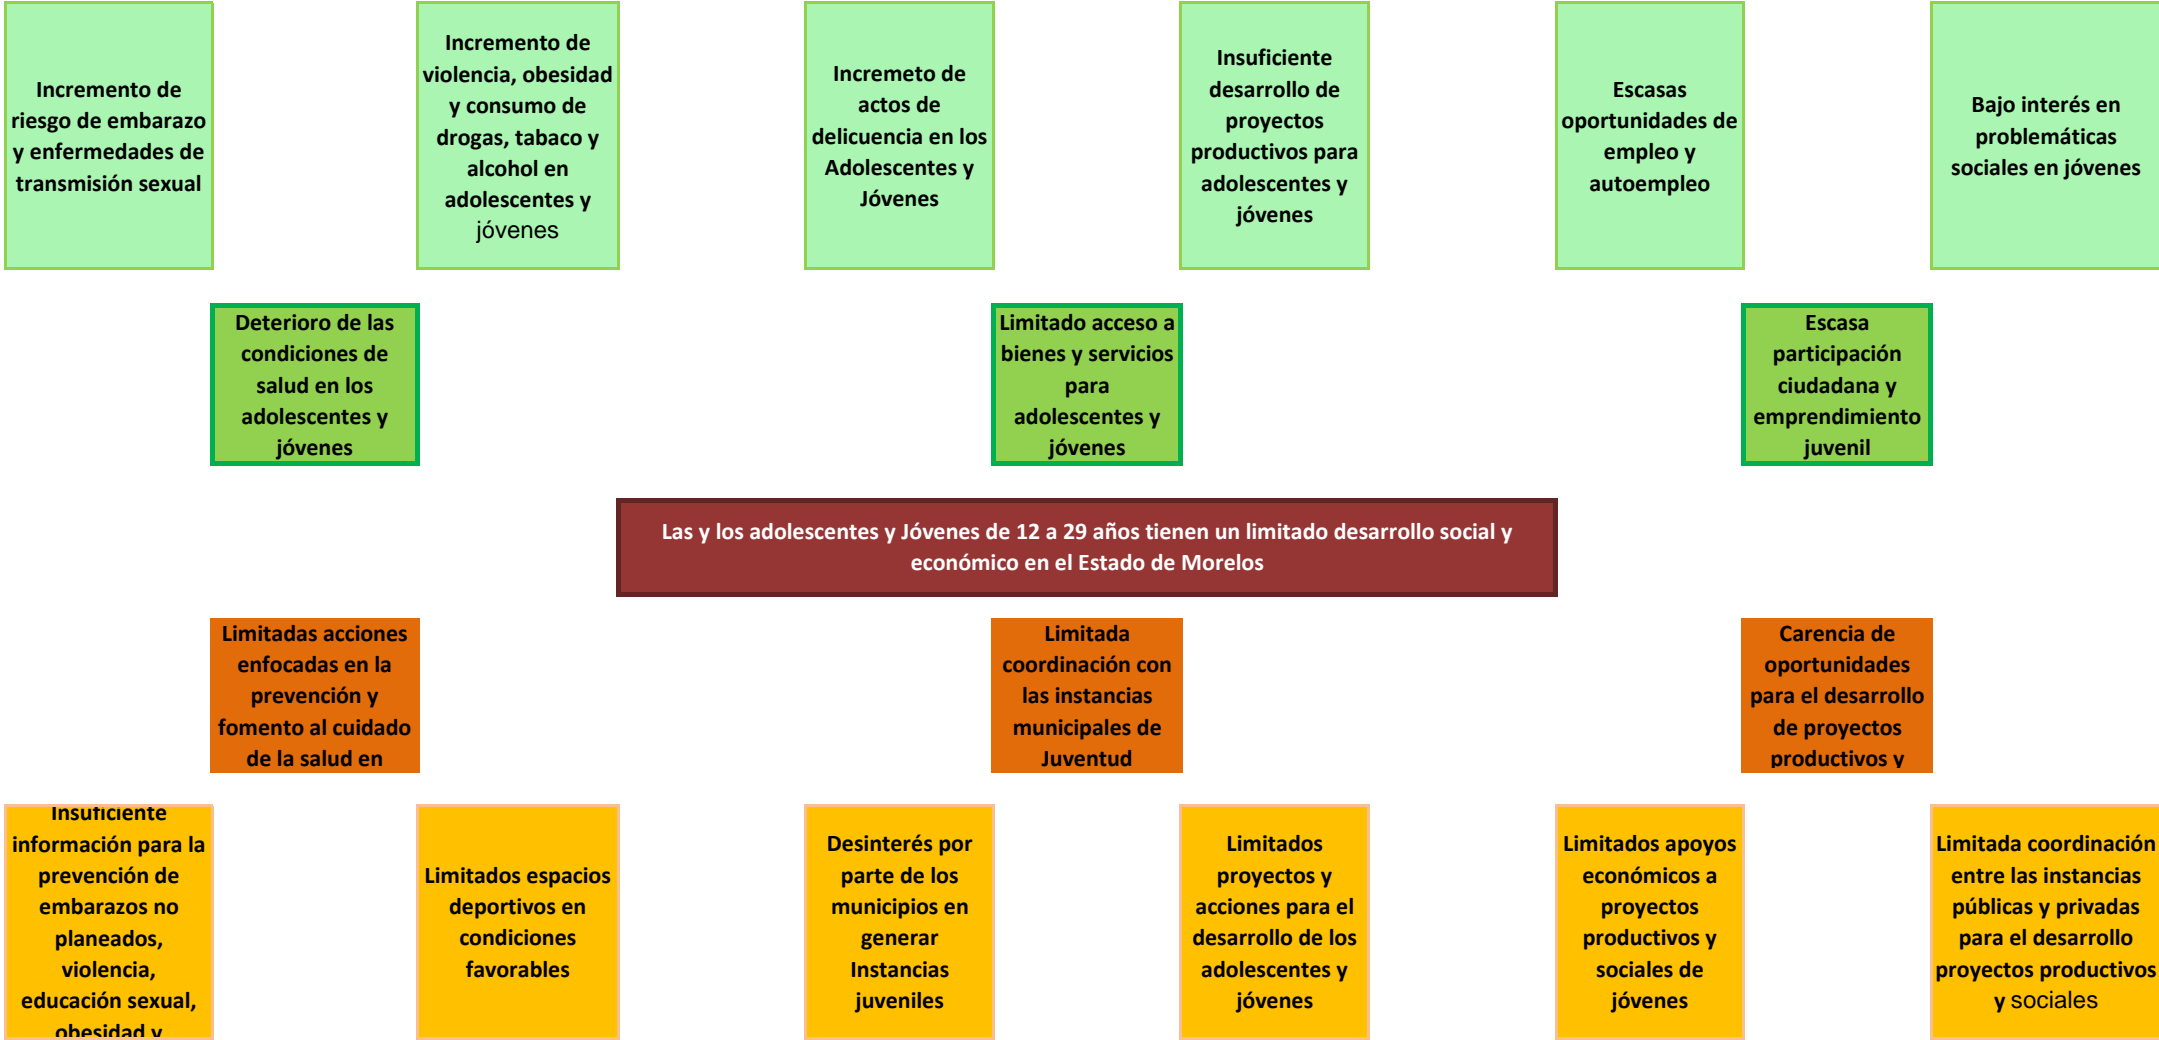 Incremento de
riesgo de embarazo
y enfermedades de
transmisión sexual
Incremento de
violencia, obesidad
y consumo de
drogas, tabaco y
alcohol en
adolescentes y
jóvenes
Incremeto de
actos de
delicuencia en los
Adolescentes y
Jóvenes
Insuficiente
desarrollo de
proyectos
productivos para
adolescentes y
jóvenes
Escasas
oportunidades de
empleo y
autoempleo
Bajo interés en
problemáticas
sociales en jóvenes
Deterioro de las
condiciones de
salud en los
adolescentes y
jóvenes
Limitado acceso a
bienes y servicios
para
adolescentes y
jóvenes
Escasa
participación
ciudadana y
emprendimiento
juvenil
Las y los adolescentes y Jóvenes de 12 a 29 años tienen un limitado desarrollo social y
económico en el Estado de Morelos
Limitadas acciones
enfocadas en la
prevención y
fomento al cuidado
de la salud en
Limitada
coordinación con
las instancias
municipales de
Juventud
Carencia de
oportunidades
para el desarrollo
de proyectos
productivos y
Insuficiente
información para la
prevención de
embarazos no
planeados,
violencia,
educación sexual,
obesidad y
Limitados espacios
deportivos en
condiciones
favorables
Desinterés por
parte de los
municipios en
generar
Instancias
juveniles
Limitados
proyectos y
acciones para el
desarrollo de los
adolescentes y
jóvenes
Limitados apoyos
económicos a
proyectos
productivos y
sociales de
jóvenes
Limitada coordinación
entre las instancias
públicas y privadas
para el desarrollo
proyectos productivos
y sociales